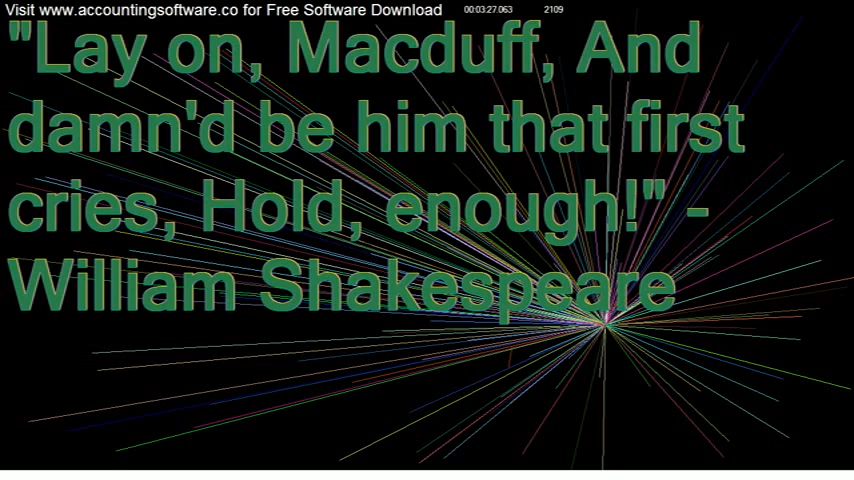 Visit www.accountingsoftware.co for Free Software Download 00:03:27.063 2109
"Lay on, Macduff, And
damn'd be him that first
cries, Hold, enough!" -
William Shakespeare